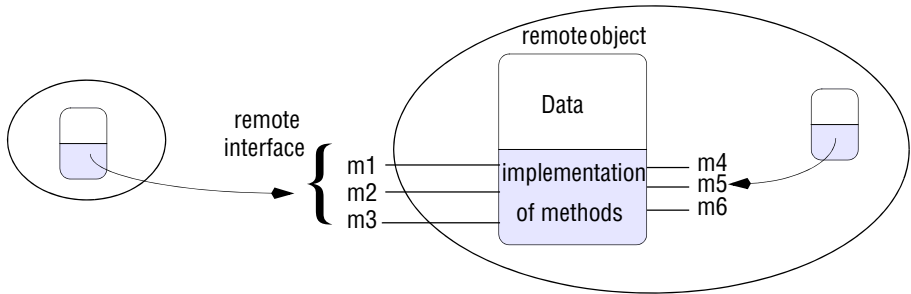 remote object
Data
remote
interface
{
m1
m2
m3
implementation
of methods
m4
m5
m6